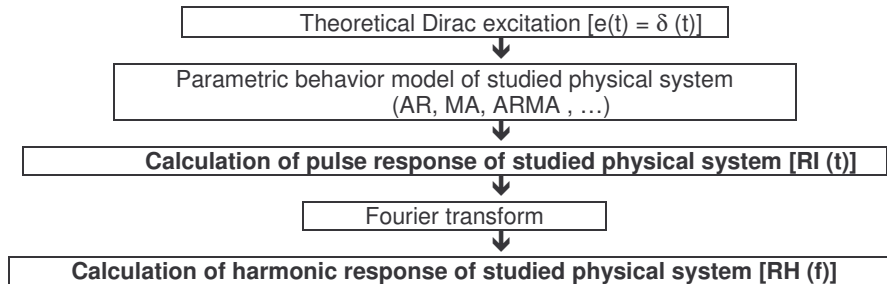 Theoretical Dirac excitation [e(t) = δ (t)]
Parametric behavior model of studied physical system
(AR, MA, ARMA , …)
Calculation of pulse response of studied physical system [RI (t)]
Fourier transform
Calculation of harmonic response of studied physical system [RH (f)]